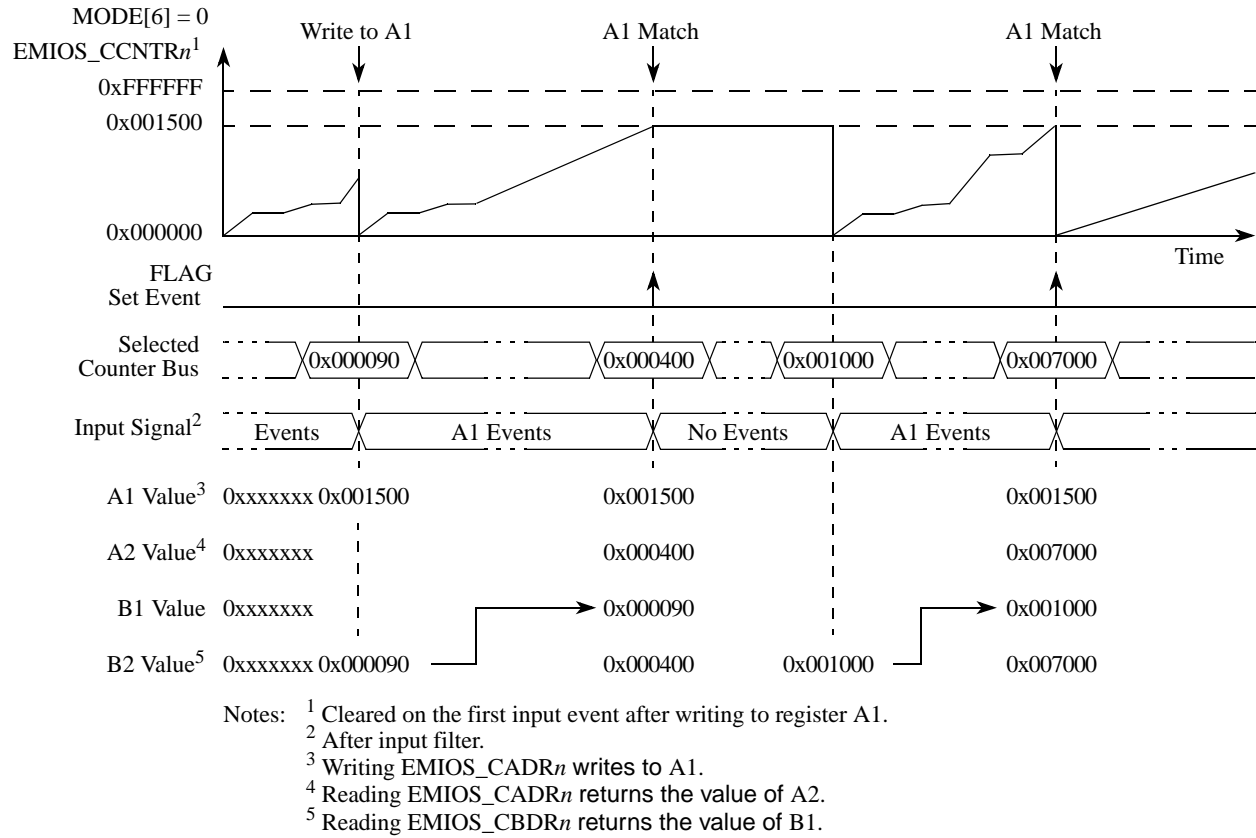 MODE[6] = 0
Write to A1 A1 Match A1 Match
EMIOS_CCNTRn1
0xFFFFFF
0x001500
0x000000
Time
FLAG
Set Event
Selected
Counter Bus
0x000090 0x000400 0x001000 0x007000
Input Signal2 Events A1 Events No Events A1 Events
A1 Value3 0xxxxxxx 0x001500 0x001500 0x001500
A2 Value4 0xxxxxxx 0x000400 0x007000
B1 Value 0xxxxxxx 0x000090 0x001000
B2 Value5 0xxxxxxx 0x000090 0x000400 0x001000 0x007000
Notes: 1 Cleared on the first input event after writing to register A1.
2 After input filter.
3 Writing EMIOS_CADRn writes to A1.
4 Reading EMIOS_CADRn returns the value of A2.
5 Reading EMIOS_CBDRn returns the value of B1.